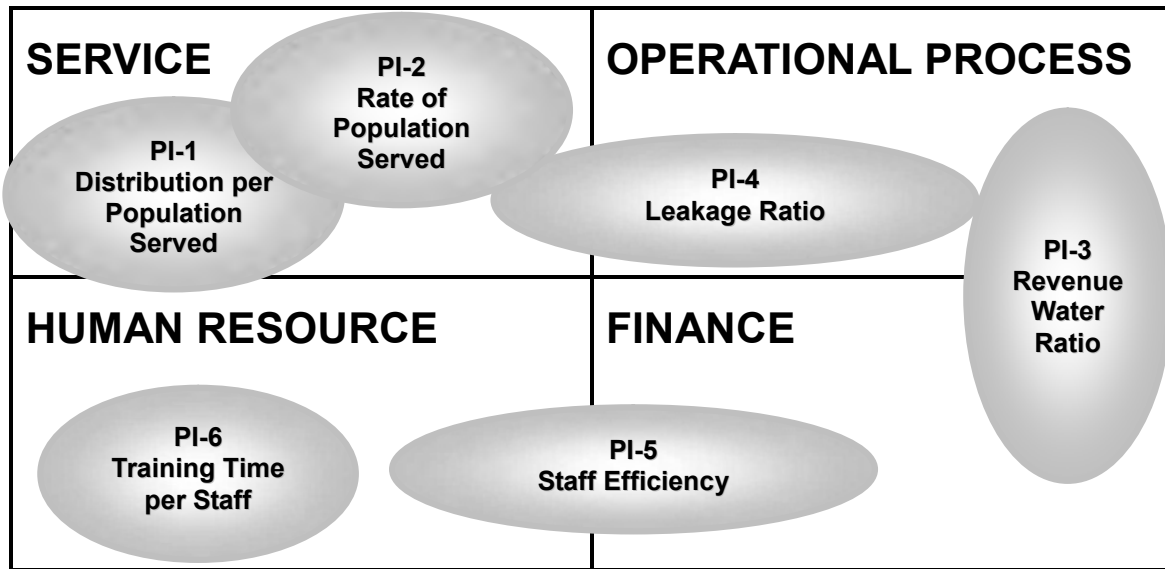 SERVICE
PI-2
Rate of
Population
Served
PI-1
Distribution per
Population
Served
OPERATIONAL PROCESS
PI-4
Leakage Ratio
PI-3
Revenue
Water
Ratio
HUMAN RESOURCE
PI-6
Training Time
per Staff
FINANCE
PI-5
Staff Efficiency